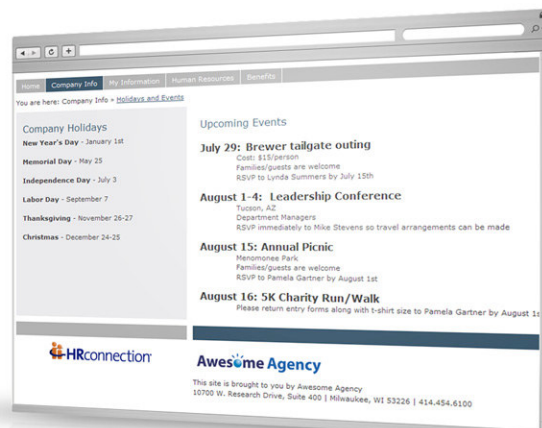 Home Company Info My Information Human Resources Benefits
You are here: Company Info » Holidays and Events
Company Holidays
New Year's Day - January 1st
Memorial Day - May 25
Independence Day - July 3
Labor Day - September 7
Thanksgiving - November 26-27
Christmas - December 24-25
Upcoming Events
July 29: Brewer tailgate outing
Cost: $15/person
Families/guests are welcome
RSVP to Lynda Summers by July 15th
August 1-4: Leadership Conference
Tucson, AZ
Department Managers
RSVP immediately to Mike Stevens so travel arrangements can be made
August 15: Annual Picnic
Menomonee Park
Families/guests are welcome
RSVP to Pamela Gartner by August 1st
August 16: 5K Charity Run/Walk
Please return entry forms along with t-shirt size to Pamela Gartner by August 1s
HRconnection
Awesome Agency
This site is brought to you by Awesome Agency
10700 W. Research Drive, Suite 400 | Milwaukee, WI 53226 | 414.454.6100